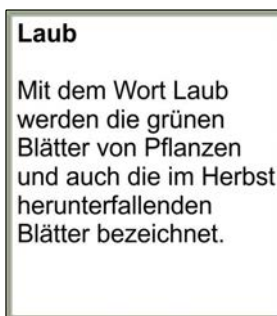 Laub
Mit dem Wort Laub
werden die grünen
Blätter von Pflanzen
und auch die im Herbst
herunterfallenden
Blätter bezeichnet.